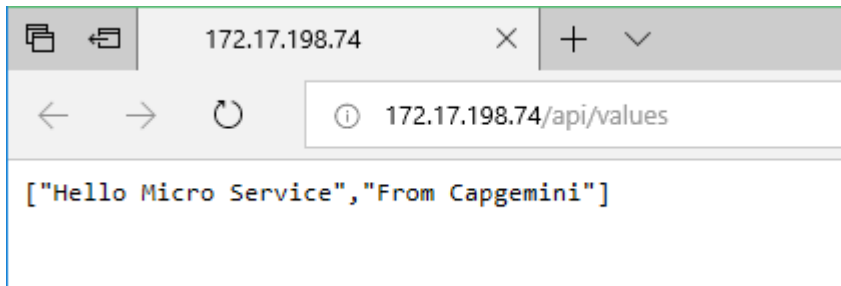 172.17.198.74
172.17.198.74/api/values
["Hello Micro Service","From Capgemini"]